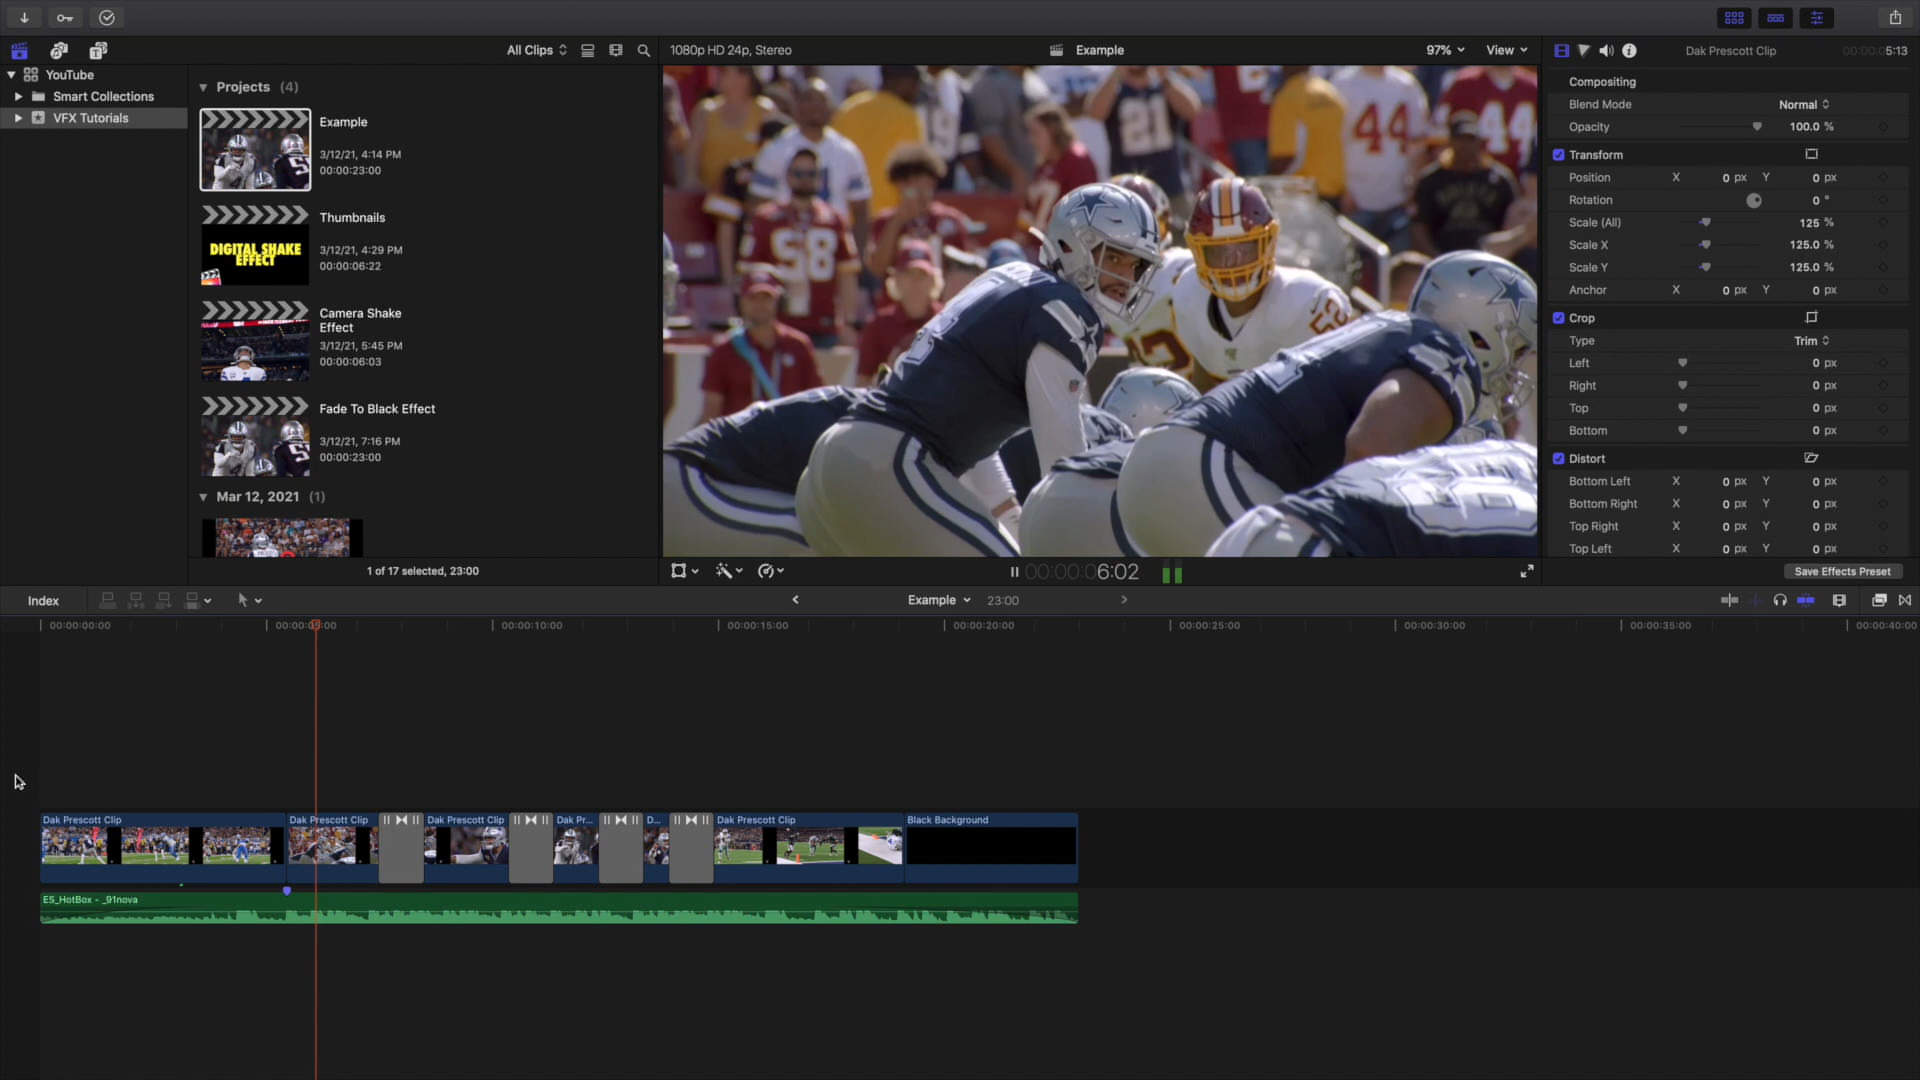 All Clips
1080p HD 24p, Stereo
Example
97%
View
Dak Prescott Clip
00:00:05:13
YouTube
Smart Collections
VFX Tutorials
Projects (4)
Example
3/12/21, 4:14 PM
00:00:23:00
Thumbnails
DIGITAL SHAKE
EFFECT
3/12/21, 4:29 PM
00:00:06:22
Camera Shake
Effect
3/12/21, 5:45 PM
00:00:06:03
Fade To Black Effect
3/12/21, 7:16 PM
00:00:23:00
Mar 12, 2021 (1)
1 of 17 selected, 23:00
58
21
44
44
52
00:00:06:02
Compositing
Blend Mode Normal
Opacity 100.0 %
Transform
Position X 0 px Y 0 px
Rotation 0 °
Scale (All) 125 %
Scale X 125.0 %
Scale Y 125.0 %
Anchor X 0 px Y 0 px
Crop
Type Trim
Left 0 px
Right 0 px
Top 0 px
Bottom 0 px
Distort
Bottom Left X 0 px Y 0 px
Bottom Right X 0 px Y 0 px
Top Right X 0 px Y 0 px
Top Left X 0 px Y 0 px
Save Effects Preset
Index
Example 23:00
00:00:00:00 00:00:05:00 00:00:10:00 00:00:15:00 00:00:20:00 00:00:25:00 00:00:30:00 00:00:35:00 00:00:40:00
Dak Prescott Clip Dak Prescott Clip Dak Prescott Clip Dak Pr... D... Dak Prescott Clip Black Background
ES_HotBox - _91nova